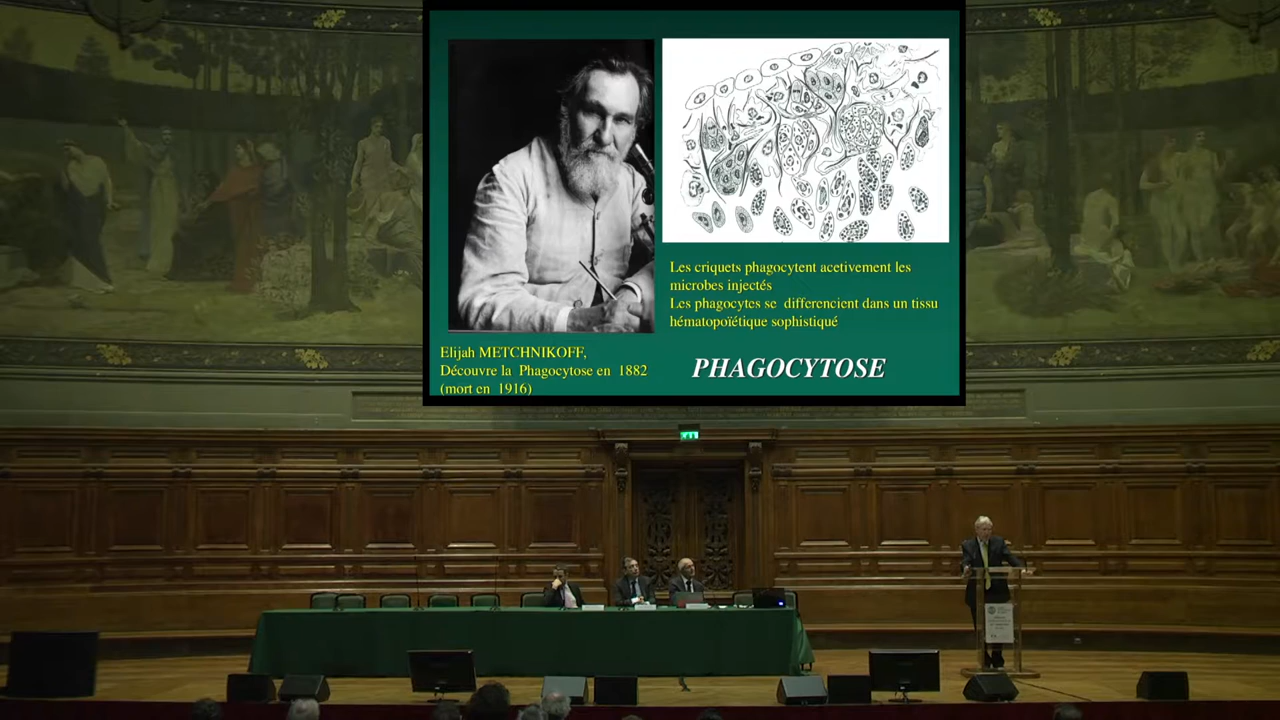 Elijah METCHNIKOFF,
Découvre la Phagocytose en 1882
(mort en 1916)
Les criquets phagocytent acetivement les
microbes injectés
Les phagocytes se differencient dans un tissu
hématopoïétique sophistiqué
PHAGOCYTOSE